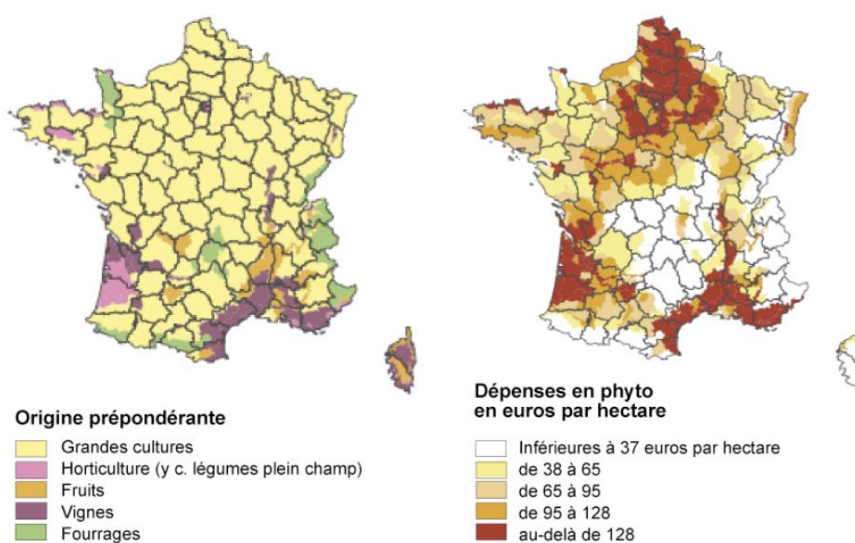 Origine prépondérante
Grandes cultures
Horticulture (y c. légumes plein champ)
Fruits
Vignes
Fourrages
Dépenses en phyto
en euros par hectare
Inférieures à 37 euros par hectare
de 38 à 65
de 65 à 95
de 95 à 128
au-delà de 128